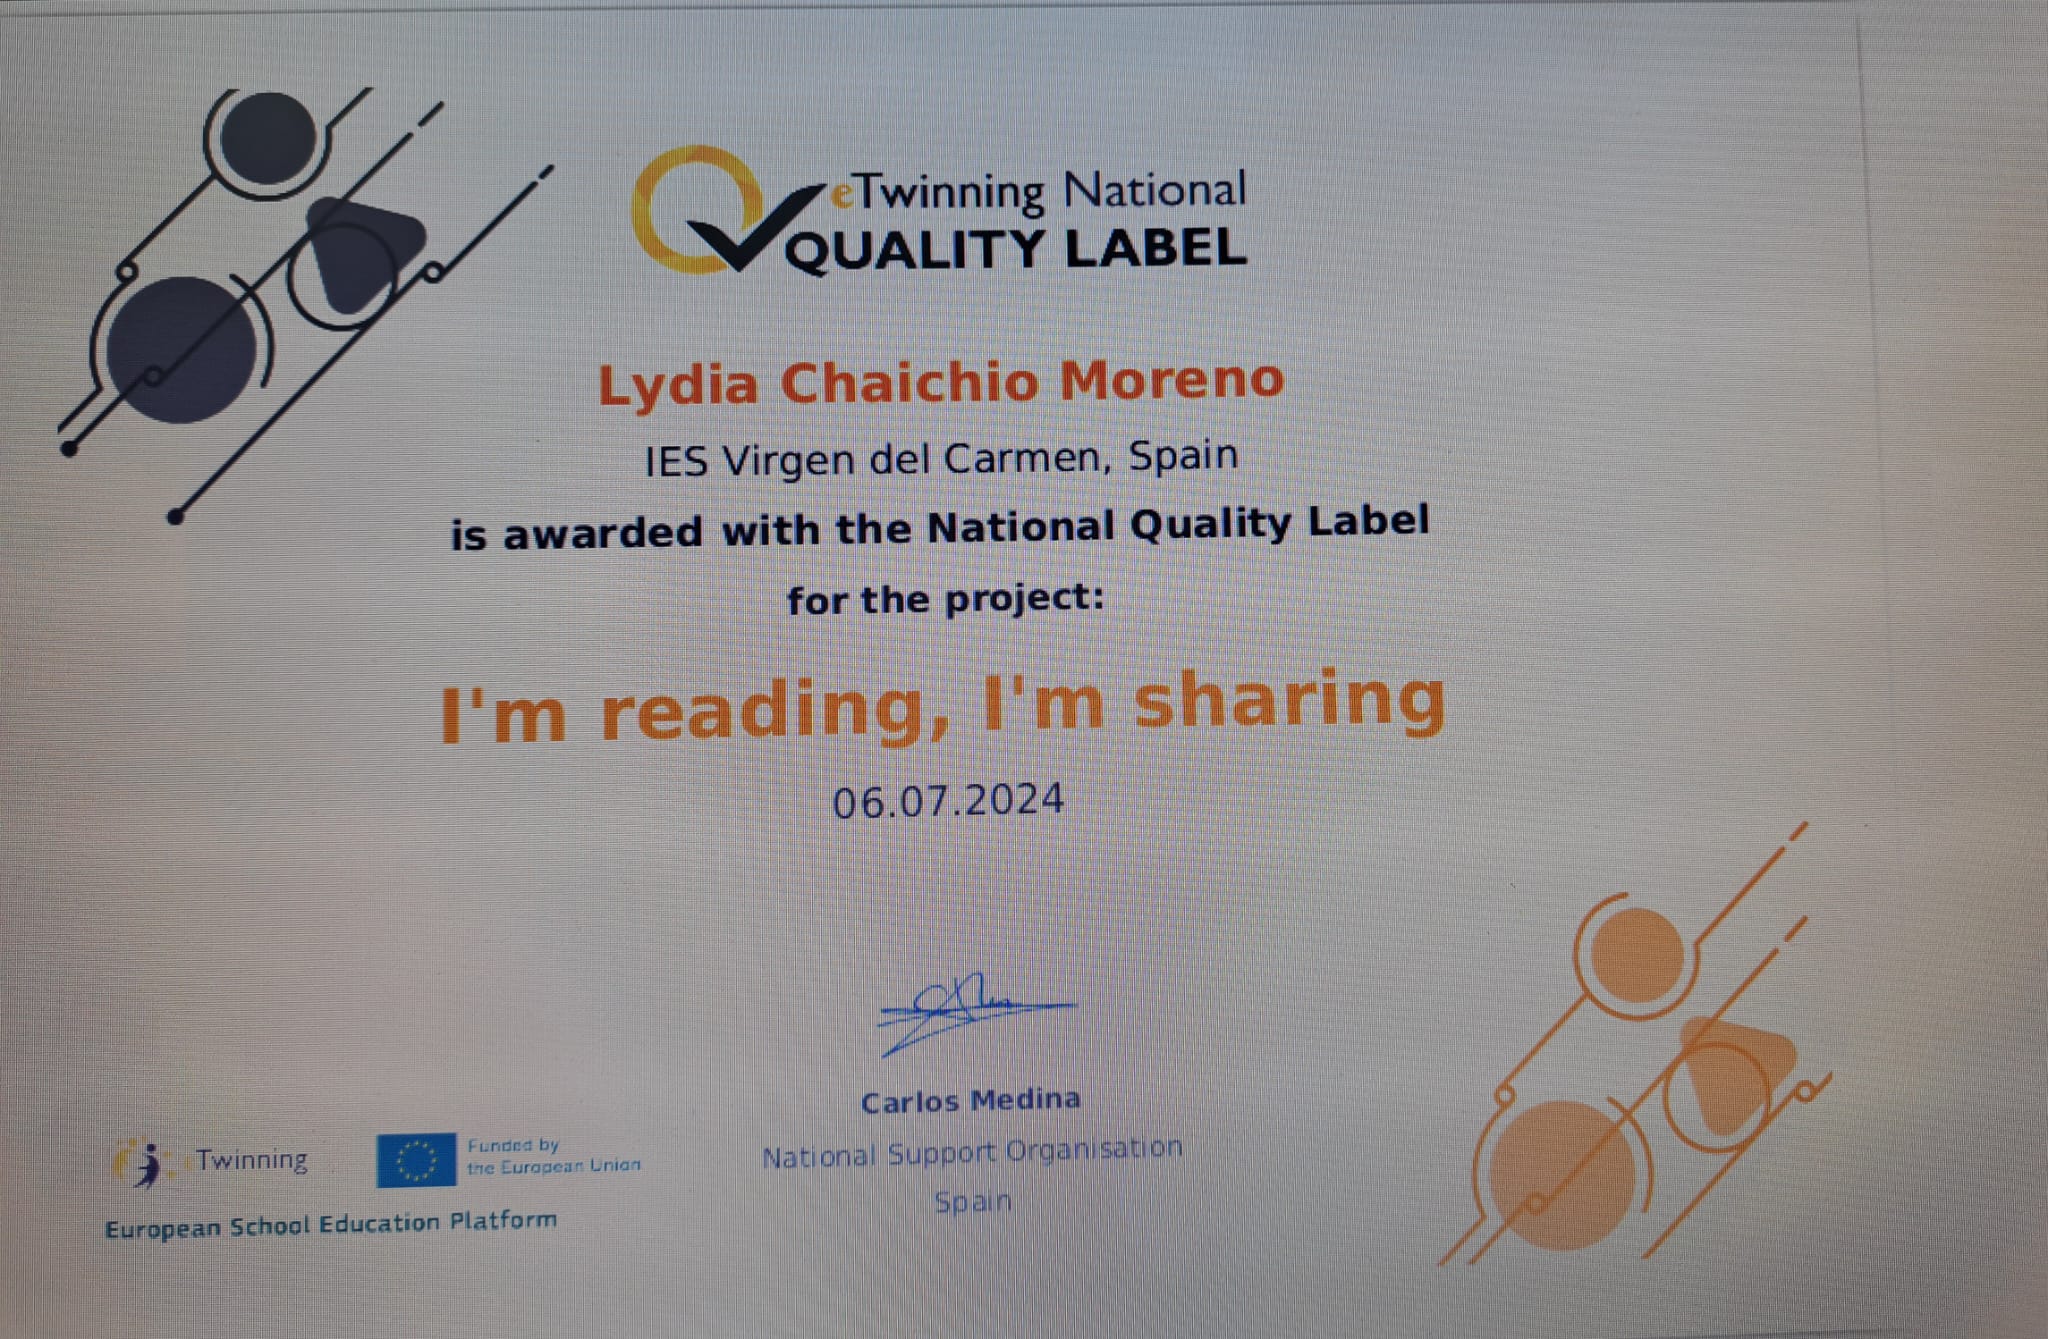 eTwinning National
QUALITY LABEL
Lydia Chaichio Moreno
IES Virgen del Carmen, Spain
is awarded with the National Quality Label
for the project:
I'm reading, I'm sharing
06.07.2024
Carlos Medina
National Support Organisation
Spain
Twinning
Funded by
the European Union
European School Education Platform